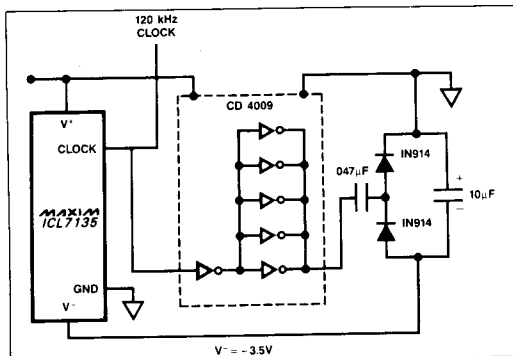 120 kHz
CLOCK
CD 4009
V+
CLOCK
MAXIM
ICL7135
GND
V−
047µF
IN914
IN914
+
10µF
−
V− = −3.5V